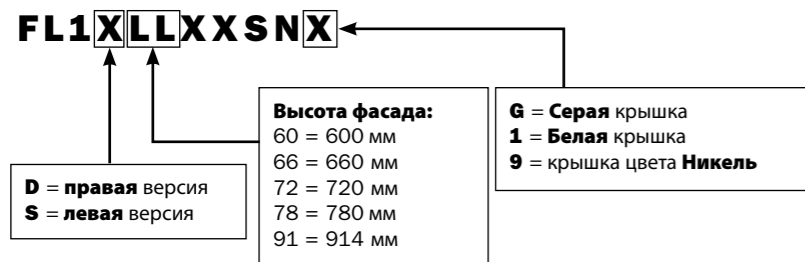 FL1XLLXXSNX
D = правая версия
S = левая версия
Высота фасада:
60 = 600 мм
66 = 660 мм
72 = 720 мм
78 = 780 мм
91 = 914 мм
G = Серая крышка
1 = Белая крышка
9 = крышка цвета Никель